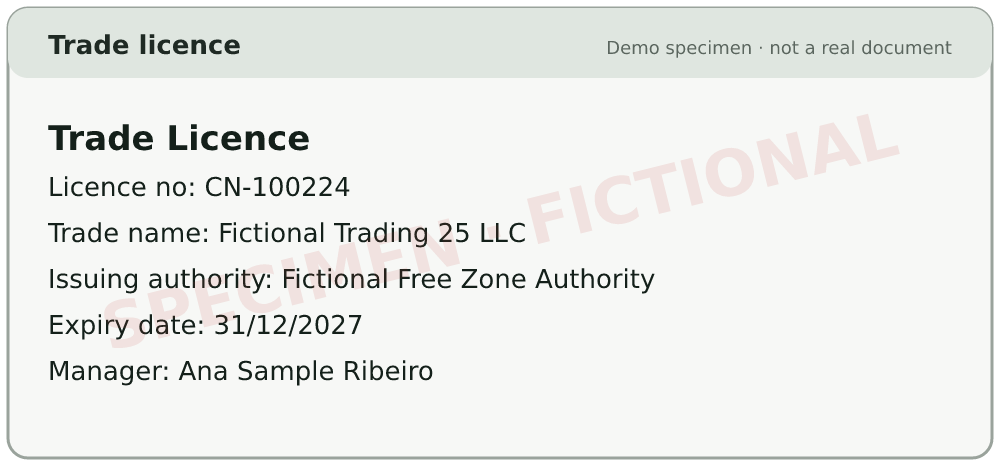 Trade licence
Demo specimen · not a real document
Trade Licence
Licence no: CN-100224
Trade name: Fictional Trading 25 LLC
Issuing authority: Fictional Free Zone Authority
Expiry date: 31/12/2027
Manager: Ana Sample Ribeiro
SPECIMEN · FICTIONAL